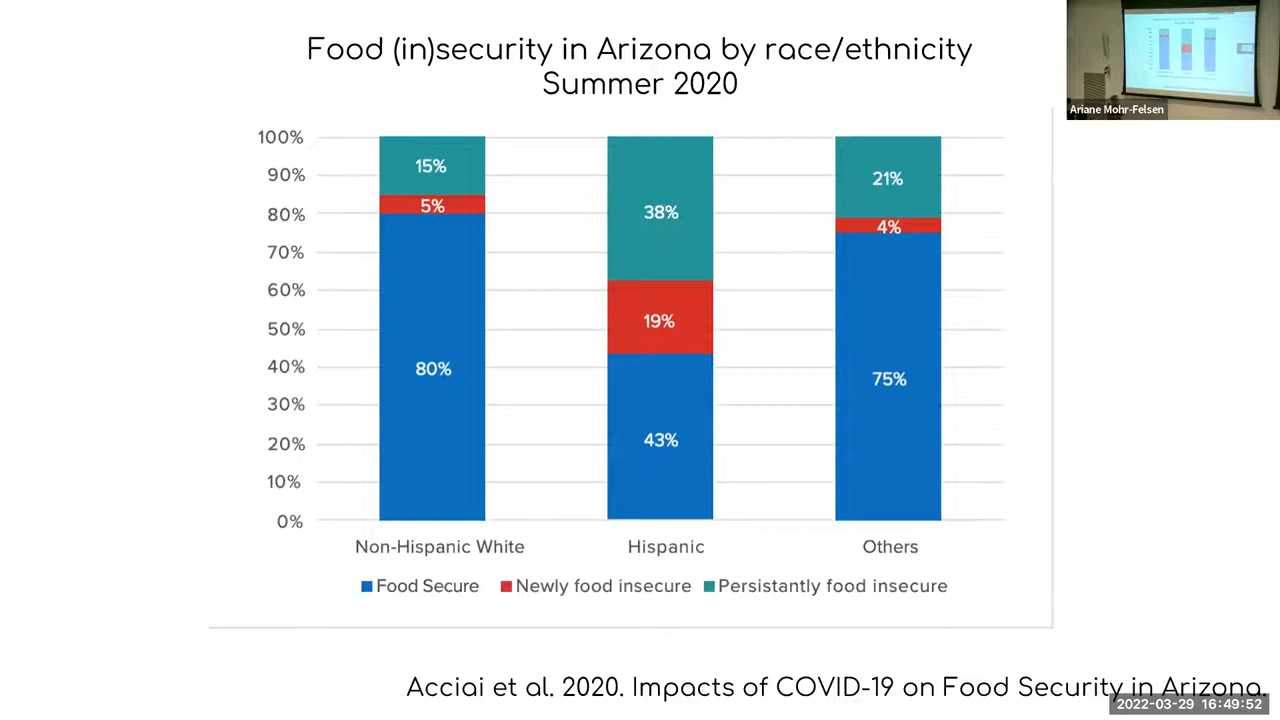 Food (in)security in Arizona by race/ethnicity
Summer 2020
Ariane Mohr-Felsen
100%
90%
80%
70%
60%
50%
40%
30%
20%
10%
0%
15%
5%
80%
38%
19%
43%
21%
4%
75%
Non-Hispanic White
Hispanic
Others
Food Secure
Newly food insecure
Persistantly food insecure
Acciai et al. 2020. Impacts of COVID-19 on Food Security in Arizona.
2022-03-29 16:49:52